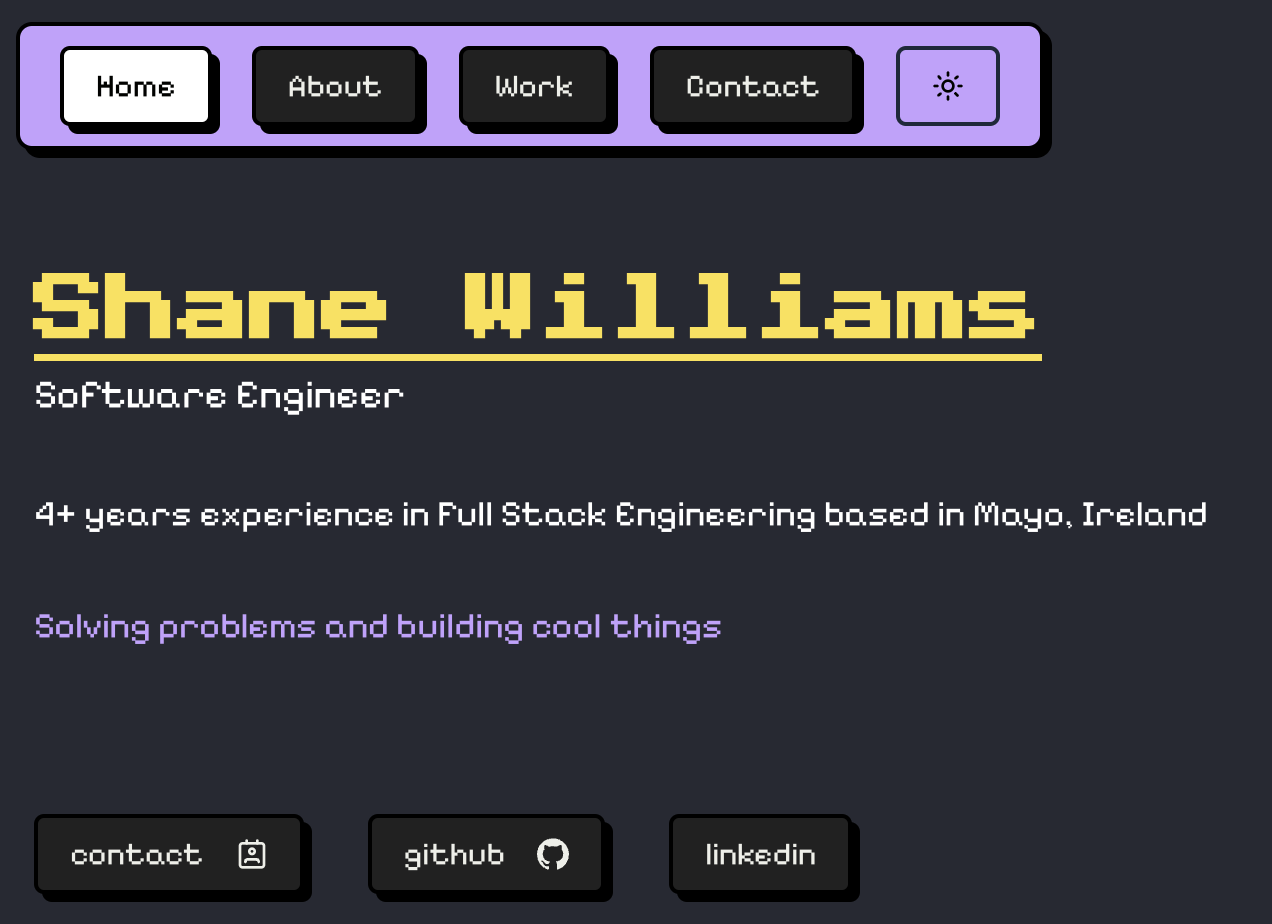 Home About Work Contact
Shane Williams
Software Engineer
4+ years experience in Full Stack Engineering based in Mayo, Ireland
Solving problems and building cool things
contact github linkedin